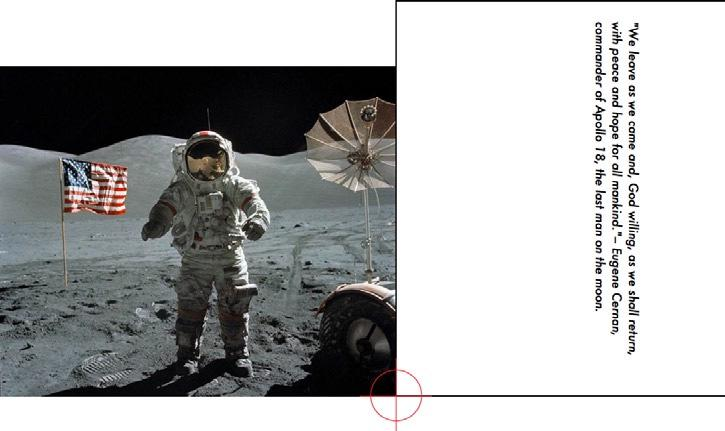 "We leave as we came and, God willing, as we shall return,
with peace and hope for all mankind."– Eugene Cernan,
commander of Apollo 18, the last man on the moon.